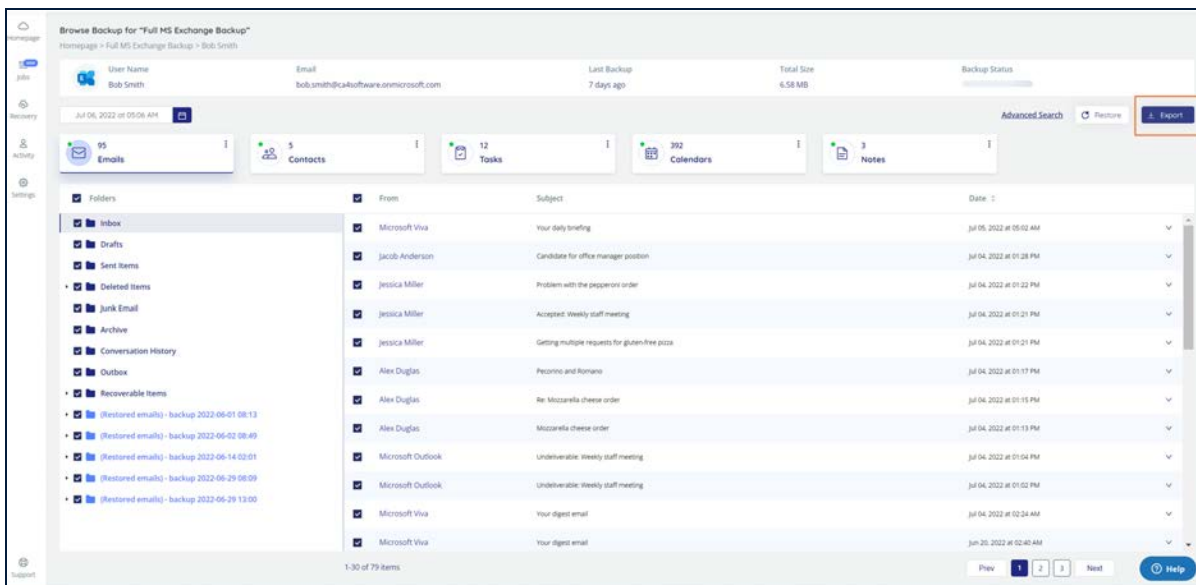 Homepage
Jobs
Recovery
Activity
Settings
Support
Browse Backup for "Full MS Exchange Backup"
Homepage > Full MS Exchange Backup > Bob Smith
User Name
Bob Smith
Email
bob.smith@ca4software.onmicrosoft.com
Last Backup
7 days ago
Total Size
6.58 MB
Backup Status
Jul 06, 2022 at 05:06 AM
Advanced Search
Restore
Export
95
Emails
5
Contacts
12
Tasks
392
Calendars
3
Notes
Folders
Inbox
Drafts
Sent Items
Deleted Items
Junk Email
Archive
Conversation History
Outbox
Recoverable Items
(Restored emails) - backup 2022-06-01 08:13
(Restored emails) - backup 2022-06-02 08:49
(Restored emails) - backup 2022-06-14 02:01
(Restored emails) - backup 2022-06-29 08:09
(Restored emails) - backup 2022-06-29 13:00
From Subject Date
Microsoft Viva Your daily briefing Jul 05, 2022 at 05:02 AM
Jacob Anderson Candidate for office manager position Jul 04, 2022 at 01:28 PM
Jessica Miller Problem with the pepperoni order Jul 04, 2022 at 01:22 PM
Jessica Miller Accepted: Weekly staff meeting Jul 04, 2022 at 01:21 PM
Jessica Miller Getting multiple requests for gluten-free pizza Jul 04, 2022 at 01:21 PM
Alex Duglas Pecorino and Romano Jul 04, 2022 at 01:17 PM
Alex Duglas Re: Mozzarella cheese order Jul 04, 2022 at 01:15 PM
Alex Duglas Mozzarella cheese order Jul 04, 2022 at 01:13 PM
Microsoft Outlook Undeliverable: Weekly staff meeting Jul 04, 2022 at 01:04 PM
Microsoft Outlook Undeliverable: Weekly staff meeting Jul 04, 2022 at 01:02 PM
Microsoft Viva Your digest email Jul 04, 2022 at 02:24 AM
Microsoft Viva Your digest email Jun 20, 2022 at 02:40 AM
1-30 of 79 items
Prev 1 2 3 Next
Help